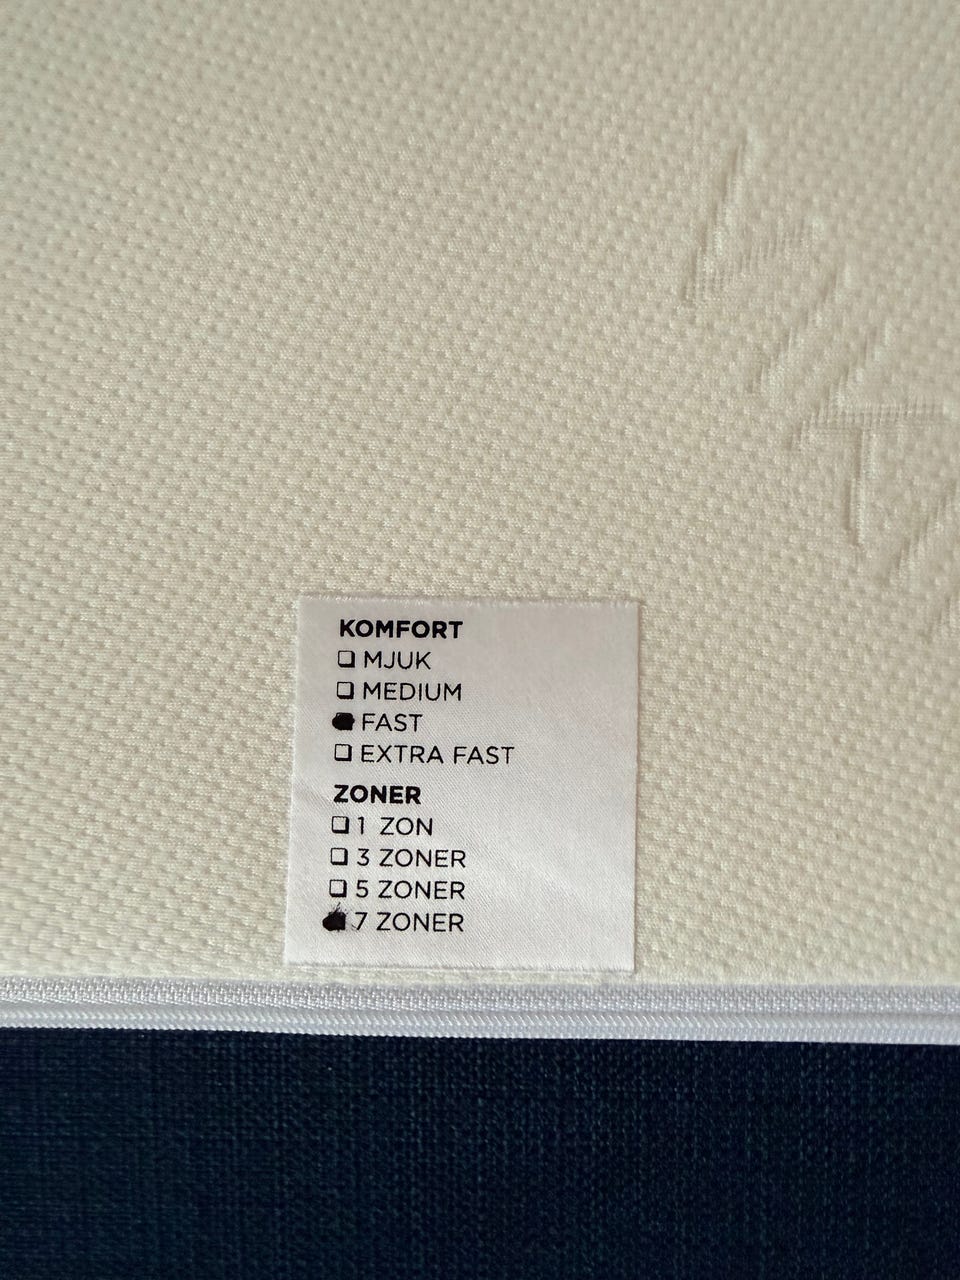 KOMFORT
MJUK
MEDIUM
FAST
EXTRA FAST
ZONER
1 ZON
3 ZONER
5 ZONER
7 ZONER